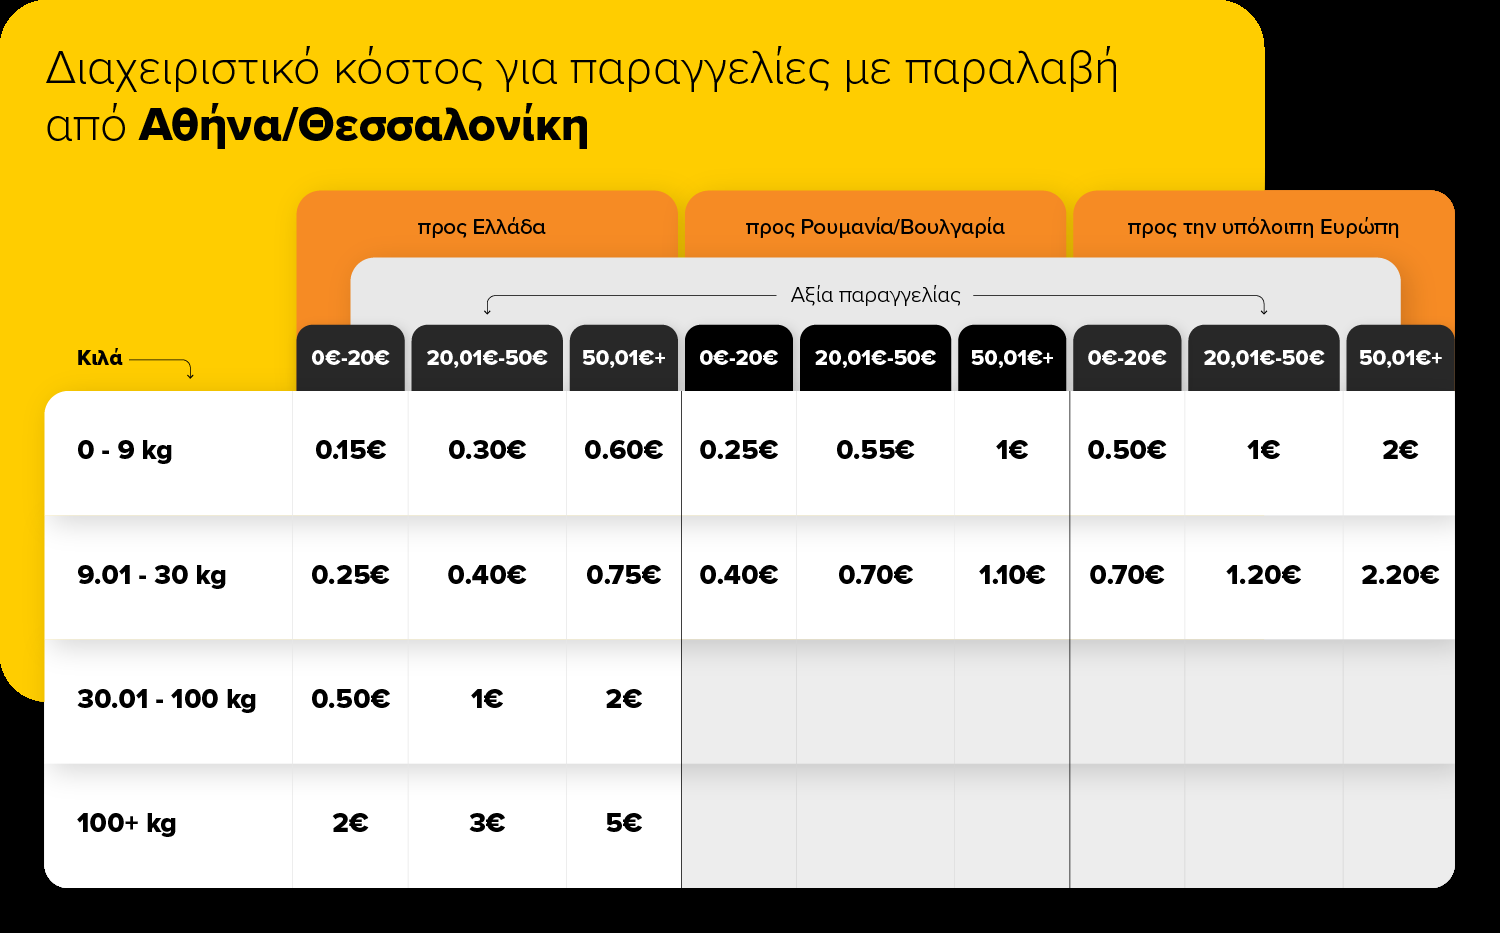 Διαχειριστικό κόστος για παραγγελίες με παραλαβή
από Αθήνα/Θεσσαλονίκη
προς Ελλάδα προς Ρουμανία/Βουλγαρία προς την υπόλοιπη Ευρώπη
Αξία παραγγελίας
Κιλά 0€-20€ 20,01€-50€ 50,01€+ 0€-20€ 20,01€-50€ 50,01€+ 0€-20€ 20,01€-50€ 50,01€+
0 - 9 kg 0.15€ 0.30€ 0.60€ 0.25€ 0.55€ 1€ 0.50€ 1€ 2€
9.01 - 30 kg 0.25€ 0.40€ 0.75€ 0.40€ 0.70€ 1.10€ 0.70€ 1.20€ 2.20€
30.01 - 100 kg 0.50€ 1€ 2€
100+ kg 2€ 3€ 5€